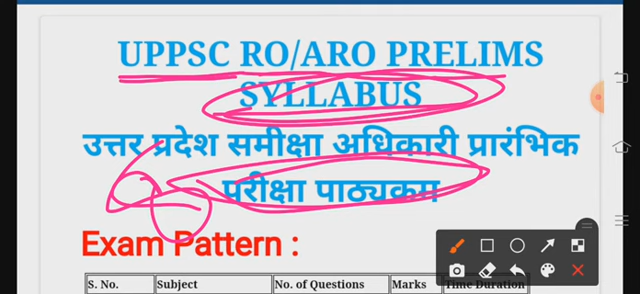 UPPSC RO/ARO PRELIMS
SYLLABUS
उत्तर प्रदेश समीक्षा अधिकारी प्रारंभिक
परीक्षा पाठ्यक्रम
Exam Pattern :
S. No. Subject No. of Questions Marks Time Duration